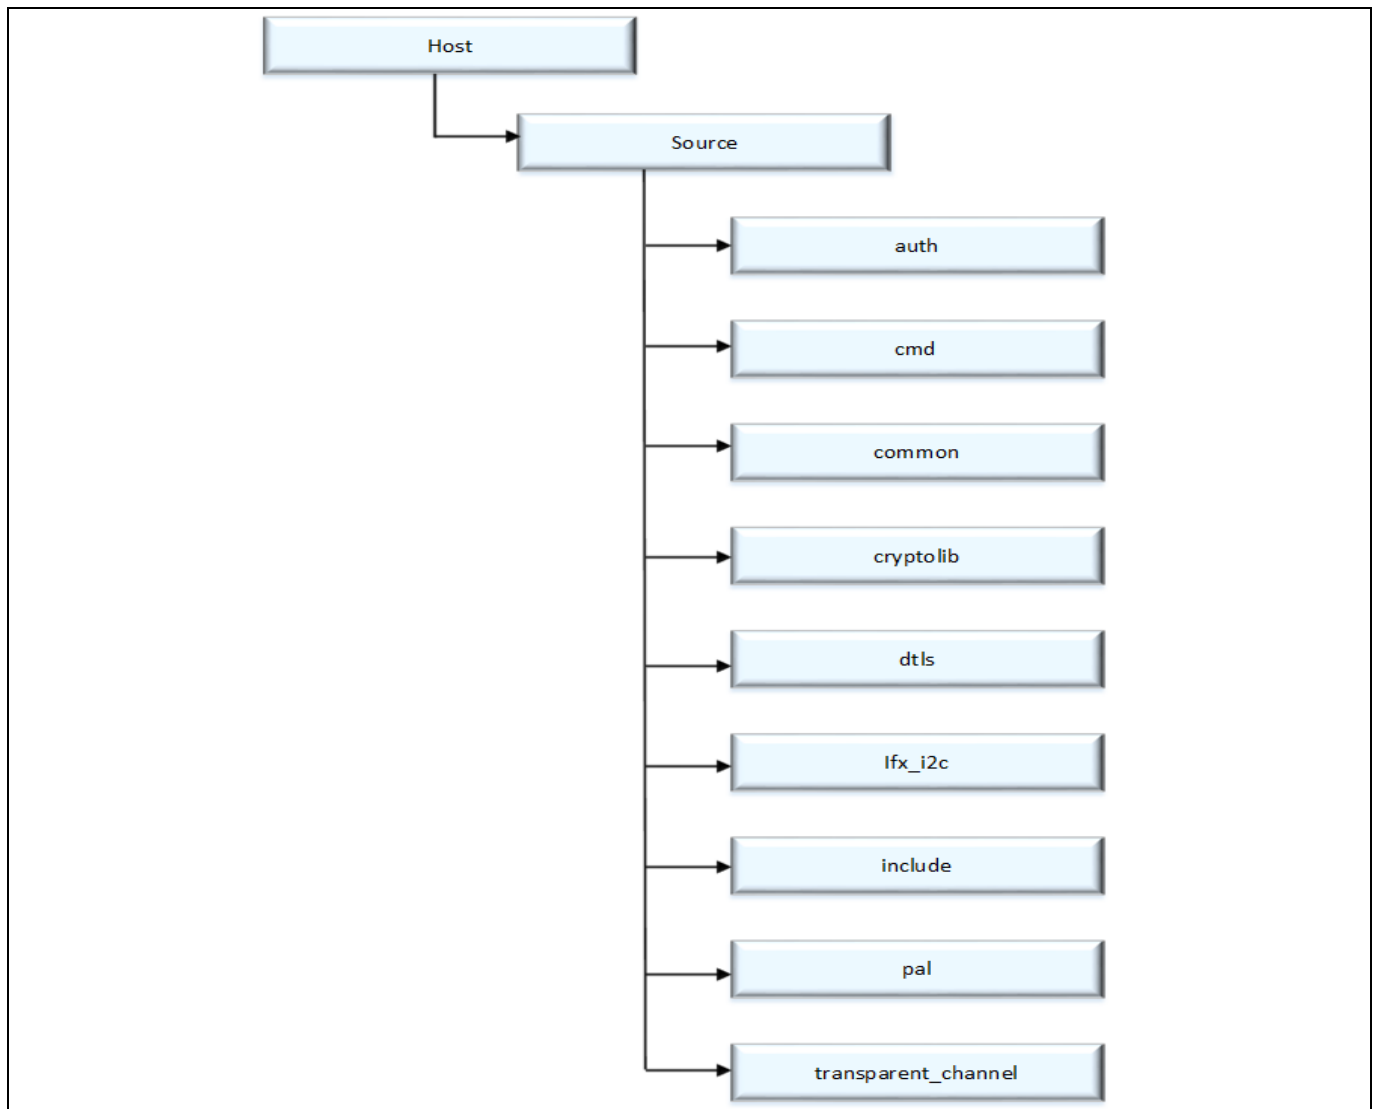 Host
Source
auth
cmd
common
cryptolib
dtls
Ifx_i2c
include
pal
transparent_channel